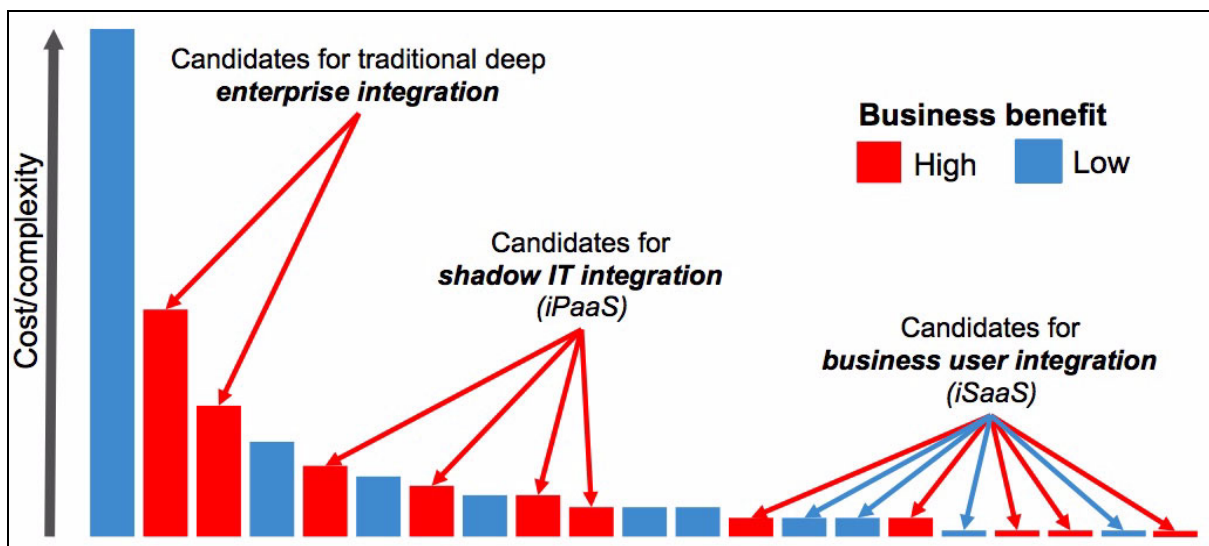 Cost/complexity
Candidates for traditional deep
enterprise integration
Business benefit
High
Low
Candidates for
shadow IT integration
(iPaaS)
Candidates for
business user integration
(iSaaS)